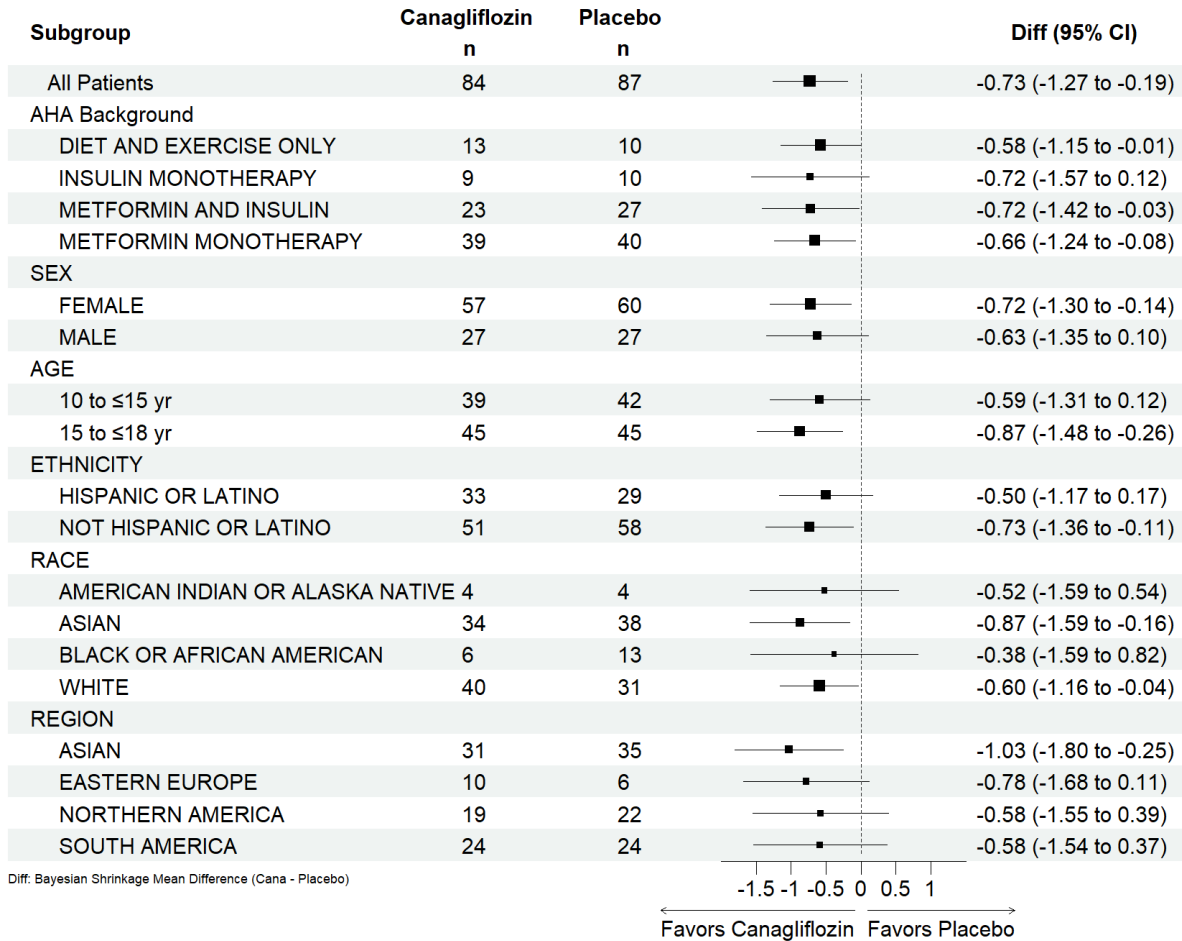 Subgroup Canagliflozin n Placebo n Diff (95% CI)
All Patients 84 87 -0.73 (-1.27 to -0.19)
AHA Background
DIET AND EXERCISE ONLY 13 10 -0.58 (-1.15 to -0.01)
INSULIN MONOTHERAPY 9 10 -0.72 (-1.57 to 0.12)
METFORMIN AND INSULIN 23 27 -0.72 (-1.42 to -0.03)
METFORMIN MONOTHERAPY 39 40 -0.66 (-1.24 to -0.08)
SEX
FEMALE 57 60 -0.72 (-1.30 to -0.14)
MALE 27 27 -0.63 (-1.35 to 0.10)
AGE
10 to ≤15 yr 39 42 -0.59 (-1.31 to 0.12)
15 to ≤18 yr 45 45 -0.87 (-1.48 to -0.26)
ETHNICITY
HISPANIC OR LATINO 33 29 -0.50 (-1.17 to 0.17)
NOT HISPANIC OR LATINO 51 58 -0.73 (-1.36 to -0.11)
RACE
AMERICAN INDIAN OR ALASKA NATIVE 4 4 -0.52 (-1.59 to 0.54)
ASIAN 34 38 -0.87 (-1.59 to -0.16)
BLACK OR AFRICAN AMERICAN 6 13 -0.38 (-1.59 to 0.82)
WHITE 40 31 -0.60 (-1.16 to -0.04)
REGION
ASIAN 31 35 -1.03 (-1.80 to -0.25)
EASTERN EUROPE 10 6 -0.78 (-1.68 to 0.11)
NORTHERN AMERICA 19 22 -0.58 (-1.55 to 0.39)
SOUTH AMERICA 24 24 -0.58 (-1.54 to 0.37)
Diff: Bayesian Shrinkage Mean Difference (Cana - Placebo)
-1.5 -1 -0.5 0 0.5 1
Favors Canagliflozin Favors Placebo